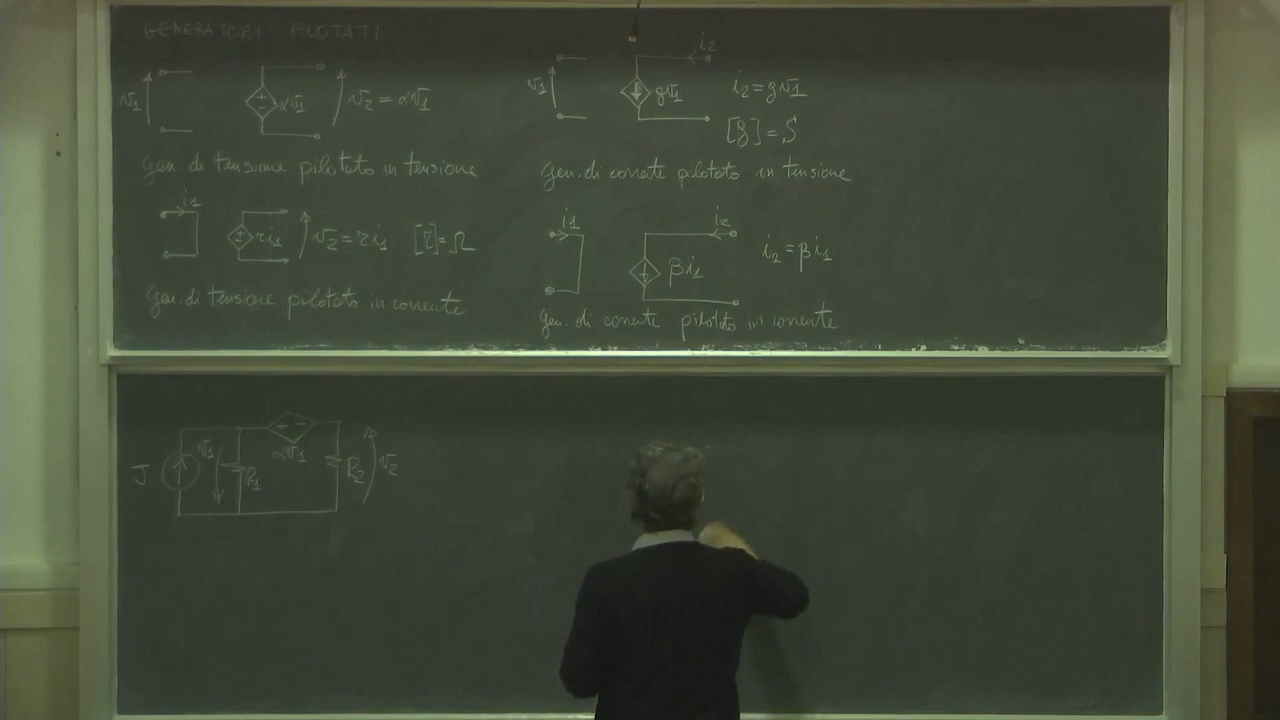 GENERATORI PILOTATI
v1 αv1 v2 = αv1
Gen. di tensione pilotato in tensione
i1 ri1 v2 = ri1 [r] = Ω
Gen. di tensione pilotato in corrente
i2
v1 gv1 i2 = gv1
[g] = S
Gen. di corrente pilotato in tensione
i1 i2
βi1 i2 = βi1
Gen. di corrente pilotato in corrente
+ -
J v1 R1 αv1 R2 v2